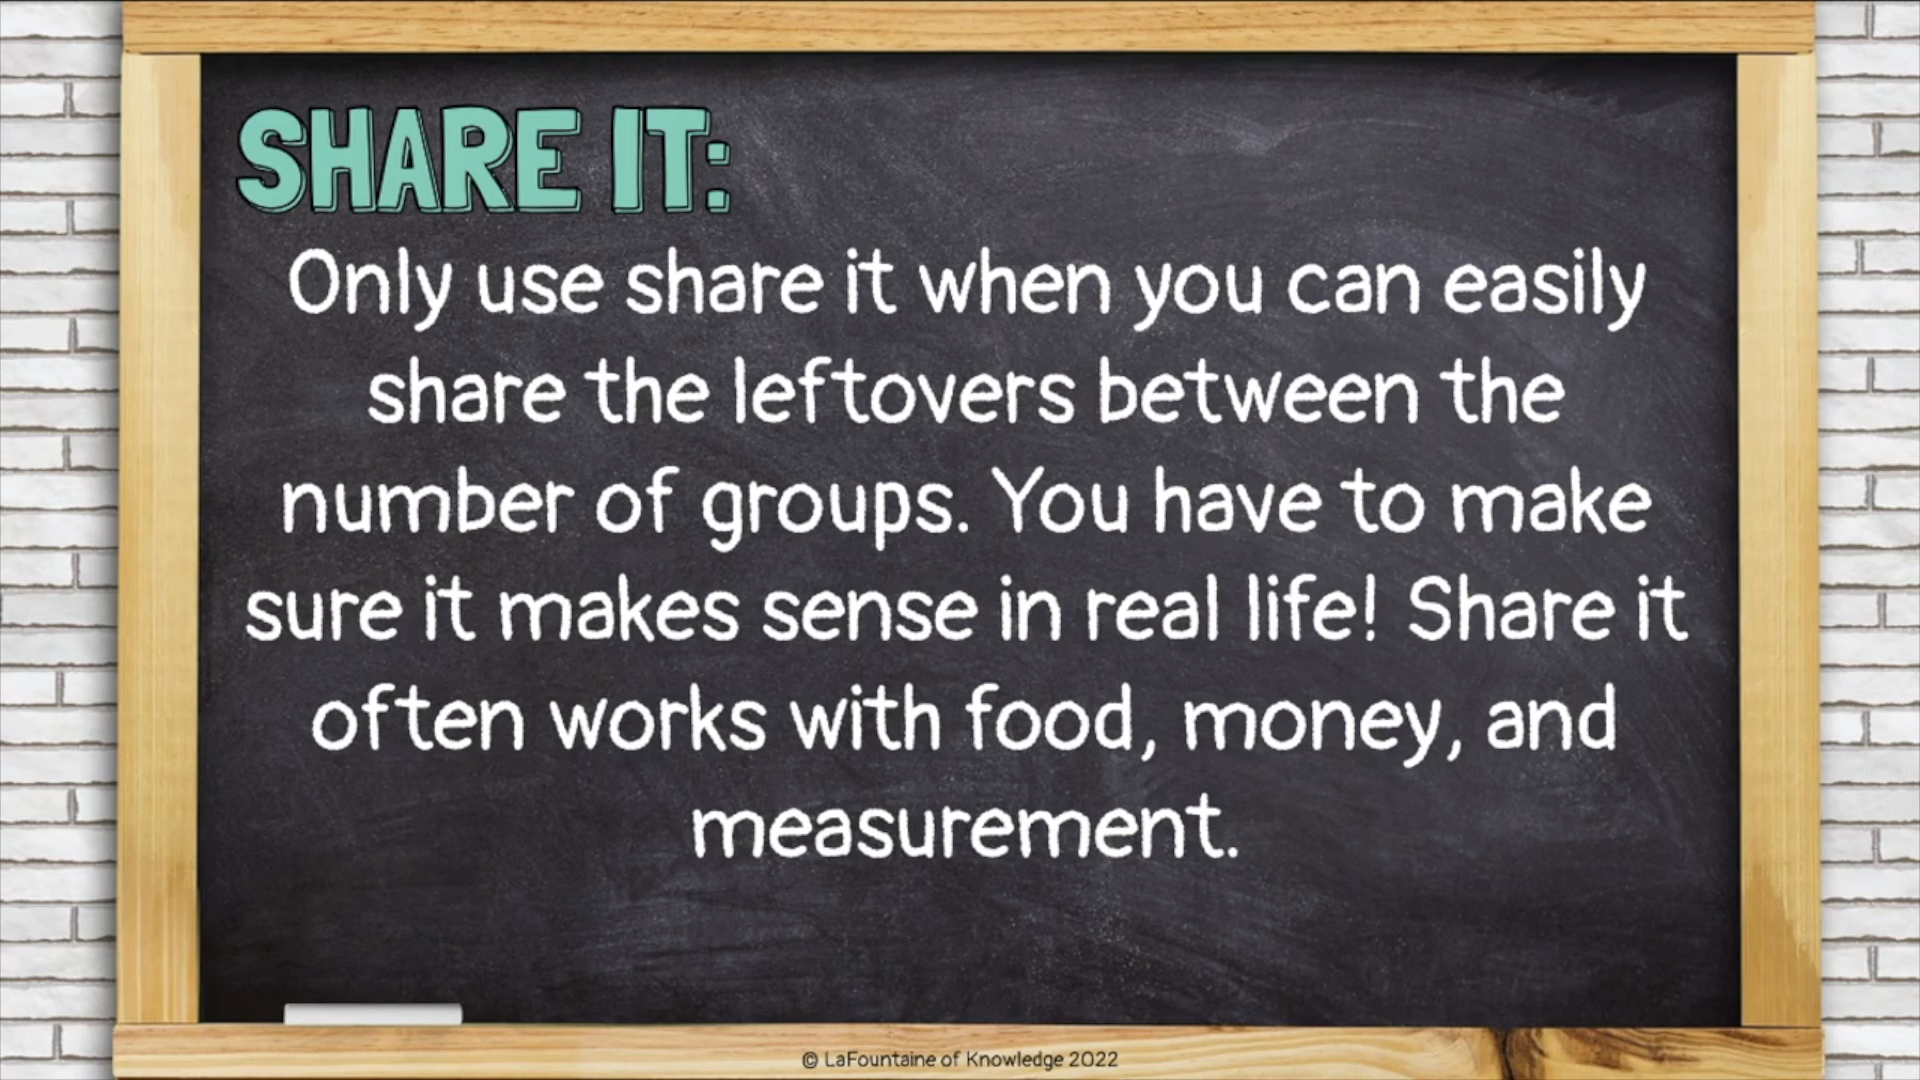 SHARE IT:
Only use share it when you can easily
share the leftovers between the
number of groups. You have to make
sure it makes sense in real life! Share it
often works with food, money, and
measurement.
© LaFountaine of Knowledge 2022